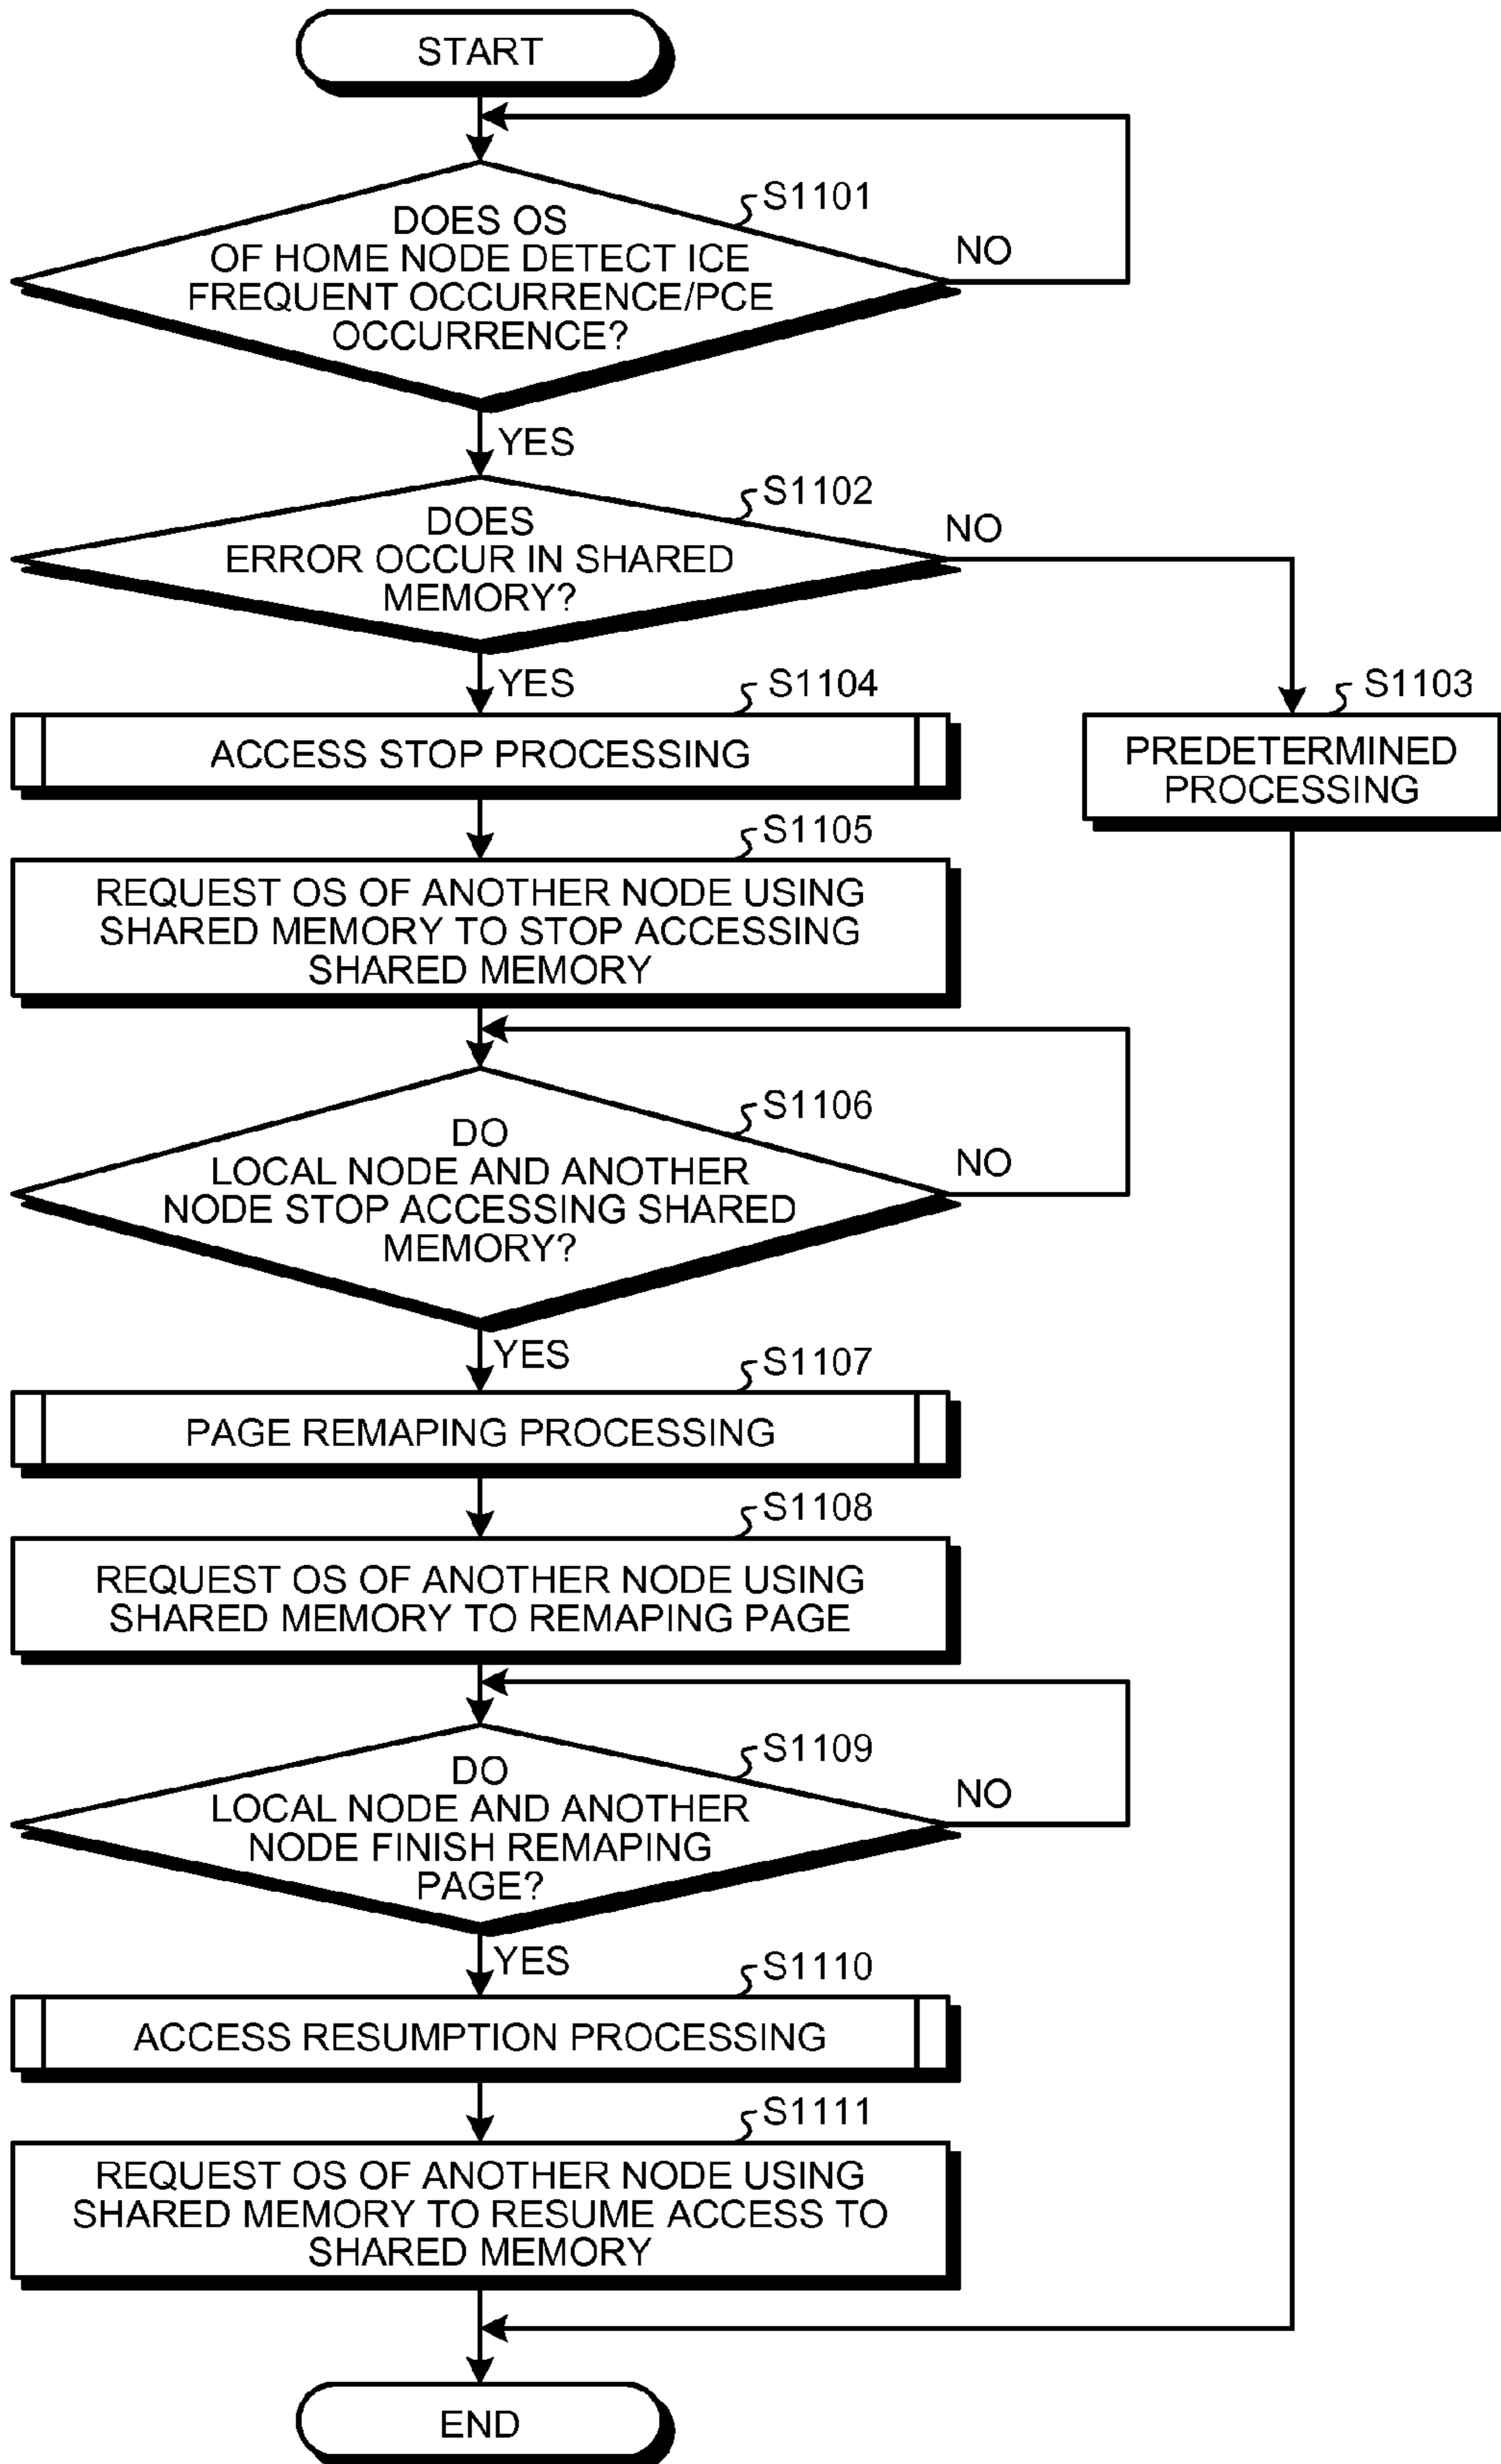 START
S1101
DOES OS
OF HOME NODE DETECT ICE
FREQUENT OCCURRENCE/PCE
OCCURRENCE?
NO
YES
S1102
DOES
ERROR OCCUR IN SHARED
MEMORY?
NO
YES
S1104
ACCESS STOP PROCESSING
S1103
PREDETERMINED
PROCESSING
S1105
REQUEST OS OF ANOTHER NODE USING
SHARED MEMORY TO STOP ACCESSING
SHARED MEMORY
S1106
DO
LOCAL NODE AND ANOTHER
NODE STOP ACCESSING SHARED
MEMORY?
NO
YES
S1107
PAGE REMAPING PROCESSING
S1108
REQUEST OS OF ANOTHER NODE USING
SHARED MEMORY TO REMAPING PAGE
S1109
DO
LOCAL NODE AND ANOTHER
NODE FINISH REMAPING
PAGE?
NO
YES
S1110
ACCESS RESUMPTION PROCESSING
S1111
REQUEST OS OF ANOTHER NODE USING
SHARED MEMORY TO RESUME ACCESS TO
SHARED MEMORY
END